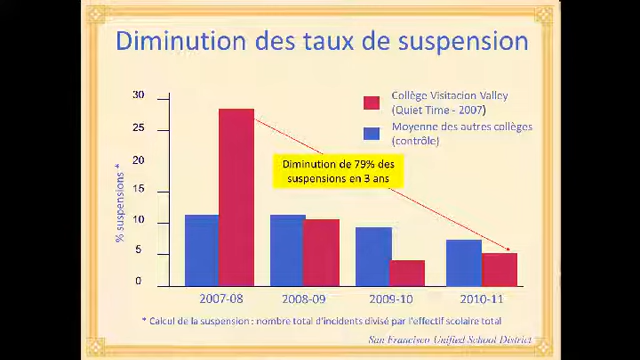 Diminution des taux de suspension
30
25
20
15
10
5
0
% suspensions *
Collège Visitacion Valley
(Quiet Time - 2007)
Moyenne des autres collèges
(contrôle)
Diminution de 79% des
suspensions en 3 ans
2007-08
2008-09
2009-10
2010-11
* Calcul de la suspension : nombre total d'incidents divisé par l'effectif scolaire total
San Francisco Unified School District